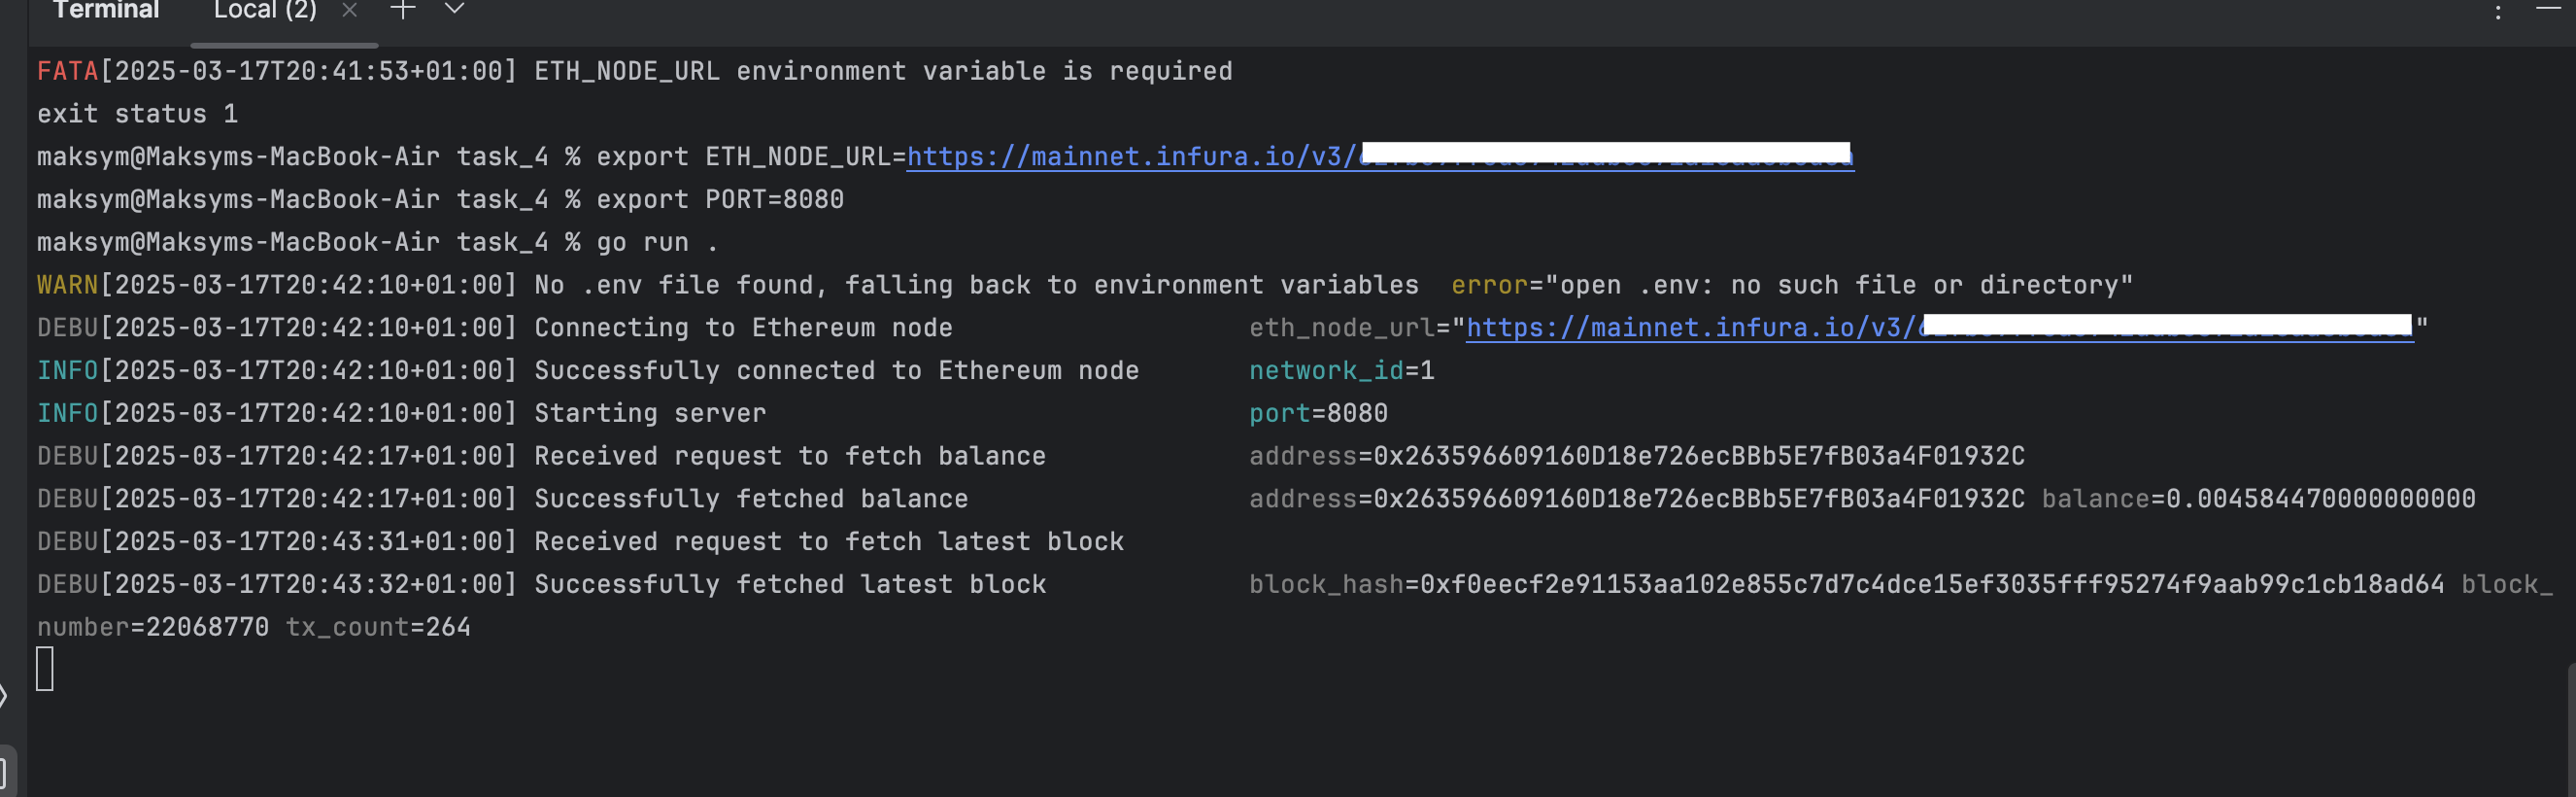 Terminal Local (2)
FATA[2025-03-17T20:41:53+01:00] ETH_NODE_URL environment variable is required
exit status 1
maksym@Maksyms-MacBook-Air task_4 % export ETH_NODE_URL=https://mainnet.infura.io/v3/
maksym@Maksyms-MacBook-Air task_4 % export PORT=8080
maksym@Maksyms-MacBook-Air task_4 % go run .
WARN[2025-03-17T20:42:10+01:00] No .env file found, falling back to environment variables error="open .env: no such file or directory"
DEBU[2025-03-17T20:42:10+01:00] Connecting to Ethereum node eth_node_url="https://mainnet.infura.io/v3/"
INFO[2025-03-17T20:42:10+01:00] Successfully connected to Ethereum node network_id=1
INFO[2025-03-17T20:42:10+01:00] Starting server port=8080
DEBU[2025-03-17T20:42:17+01:00] Received request to fetch balance address=0x263596609160D18e726ecBBb5E7fB03a4F01932C
DEBU[2025-03-17T20:42:17+01:00] Successfully fetched balance address=0x263596609160D18e726ecBBb5E7fB03a4F01932C balance=0.004584470000000000
DEBU[2025-03-17T20:43:31+01:00] Received request to fetch latest block
DEBU[2025-03-17T20:43:32+01:00] Successfully fetched latest block block_hash=0xf0eecf2e91153aa102e855c7d7c4dce15ef3035fff95274f9aab99c1cb18ad64 block_
number=22068770 tx_count=264